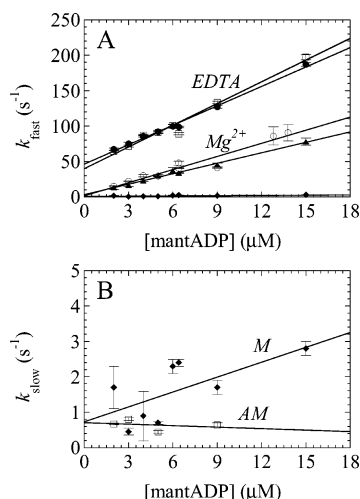 A
250
200
150
100
50
0
k_fast (s⁻¹)
EDTA
Mg²⁺
0 3 6 9 12 15 18
[mantADP] (μM)
B
5
4
3
2
1
0
k_slow (s⁻¹)
M
AM
0 3 6 9 12 15 18
[mantADP] (μM)